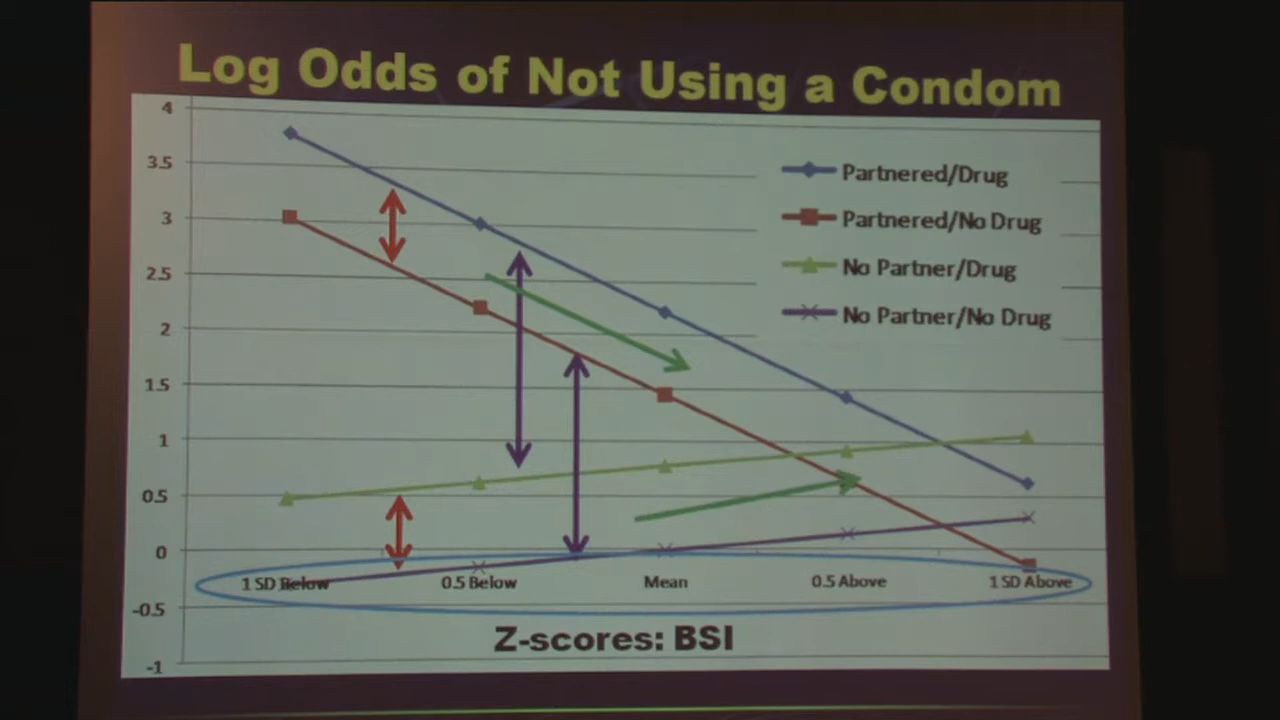 Log Odds of Not Using a Condom
4
3.5
3
2.5
2
1.5
1
0.5
0
-0.5
-1
Partnered/Drug
Partnered/No Drug
No Partner/Drug
No Partner/No Drug
1 SD Below
0.5 Below
Mean
0.5 Above
1 SD Above
Z-scores: BSI